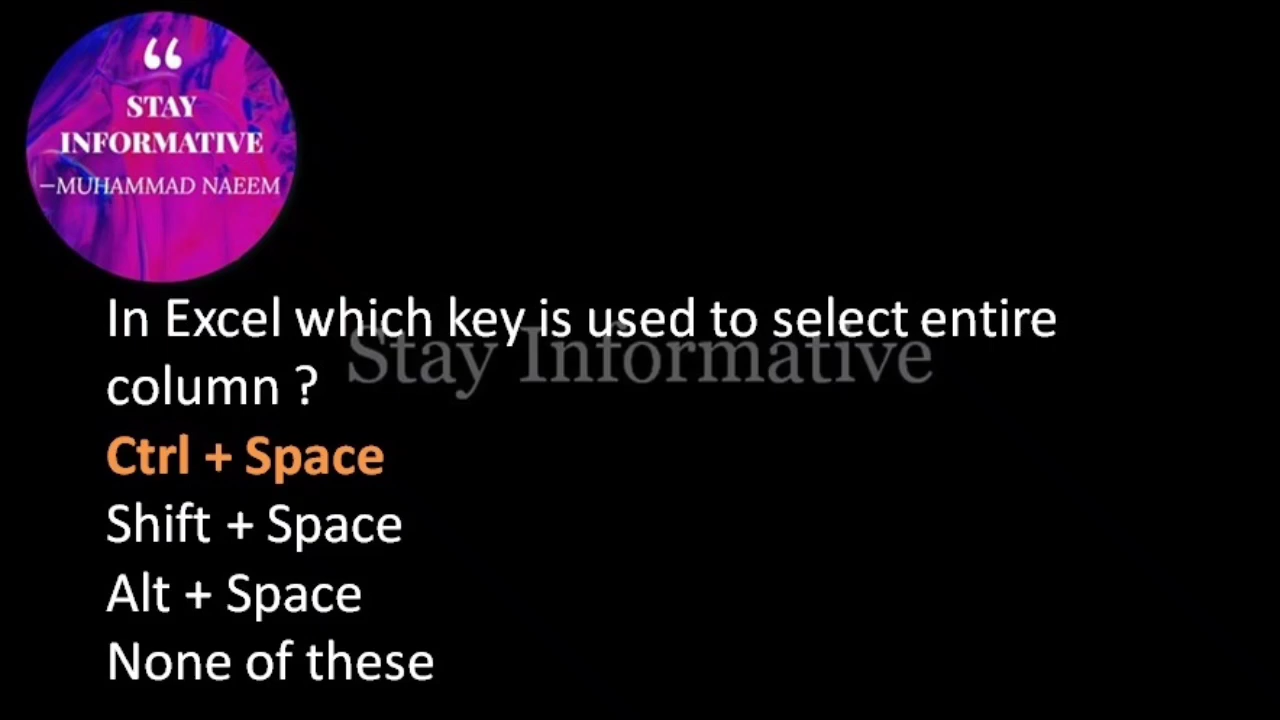 “
STAY
INFORMATIVE
–MUHAMMAD NAEEM
In Excel which key is used to select entire
Stay Informative
column ?
Ctrl + Space
Shift + Space
Alt + Space
None of these